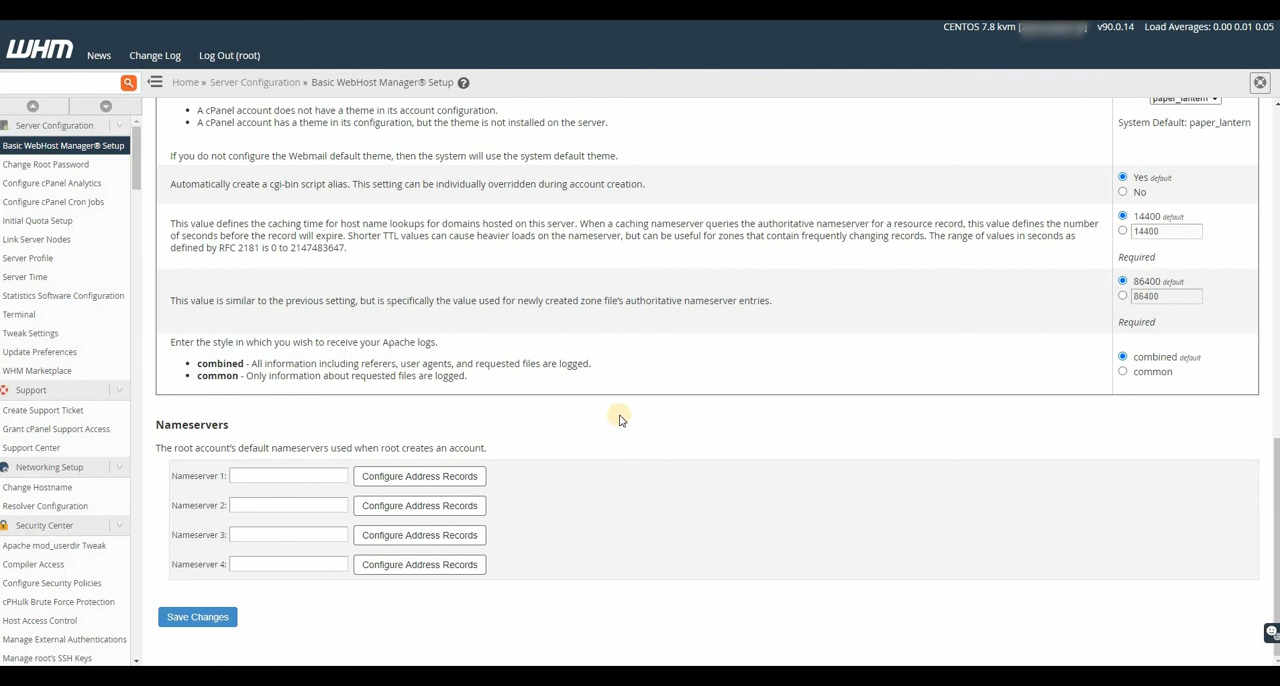 CENTOS 7.8 kvm [ ] v90.0.14 Load Averages: 0.00 0.01 0.05
WHM News Change Log Log Out (root)
Home » Server Configuration » Basic WebHost Manager® Setup
Server Configuration
Basic WebHost Manager® Setup
Change Root Password
Configure cPanel Analytics
Configure cPanel Cron Jobs
Initial Quota Setup
Link Server Nodes
Server Profile
Server Time
Statistics Software Configuration
Terminal
Tweak Settings
Update Preferences
WHM Marketplace
Support
Create Support Ticket
Grant cPanel Support Access
Support Center
Networking Setup
Change Hostname
Resolver Configuration
Security Center
Apache mod_userdir Tweak
Compiler Access
Configure Security Policies
cPHulk Brute Force Protection
Host Access Control
Manage External Authentications
Manage root's SSH Keys
• A cPanel account does not have a theme in its account configuration.
• A cPanel account has a theme in its configuration, but the theme is not installed on the server.
If you do not configure the Webmail default theme, then the system will use the system default theme.
paper_lantern
System Default: paper_lantern
Automatically create a cgi-bin script alias. This setting can be individually overridden during account creation.
Yes default
No
This value defines the caching time for host name lookups for domains hosted on this server. When a caching nameserver queries the authoritative nameserver for a resource record, this value defines the number
of seconds before the record will expire. Shorter TTL values can cause heavier loads on the nameserver, but can be useful for zones that contain frequently changing records. The range of values in seconds as
defined by RFC 2181 is 0 to 2147483647.
14400 default
14400
Required
This value is similar to the previous setting, but is specifically the value used for newly created zone file's authoritative nameserver entries.
86400 default
86400
Required
Enter the style in which you wish to receive your Apache logs.
• combined - All information including referers, user agents, and requested files are logged.
• common - Only information about requested files are logged.
combined default
common
Nameservers
The root account's default nameservers used when root creates an account.
Nameserver 1: Configure Address Records
Nameserver 2: Configure Address Records
Nameserver 3: Configure Address Records
Nameserver 4: Configure Address Records
Save Changes